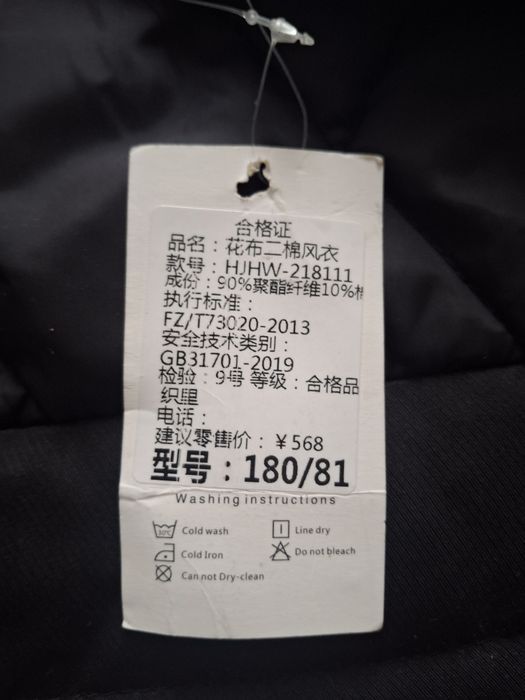 合格证
品名：花布二棉风衣
款号：HJHW-218111
成份：90%聚酯纤维10%棉
执行标准：
FZ/T73020-2013
安全技术类别：
GB31701-2019
检验：9号 等级：合格品
织里
电话：
建议零售价：￥568
型号：180/81
Washing instructions
30°C Cold wash
Line dry
Cold Iron
Do not bleach
Can not Dry-clean